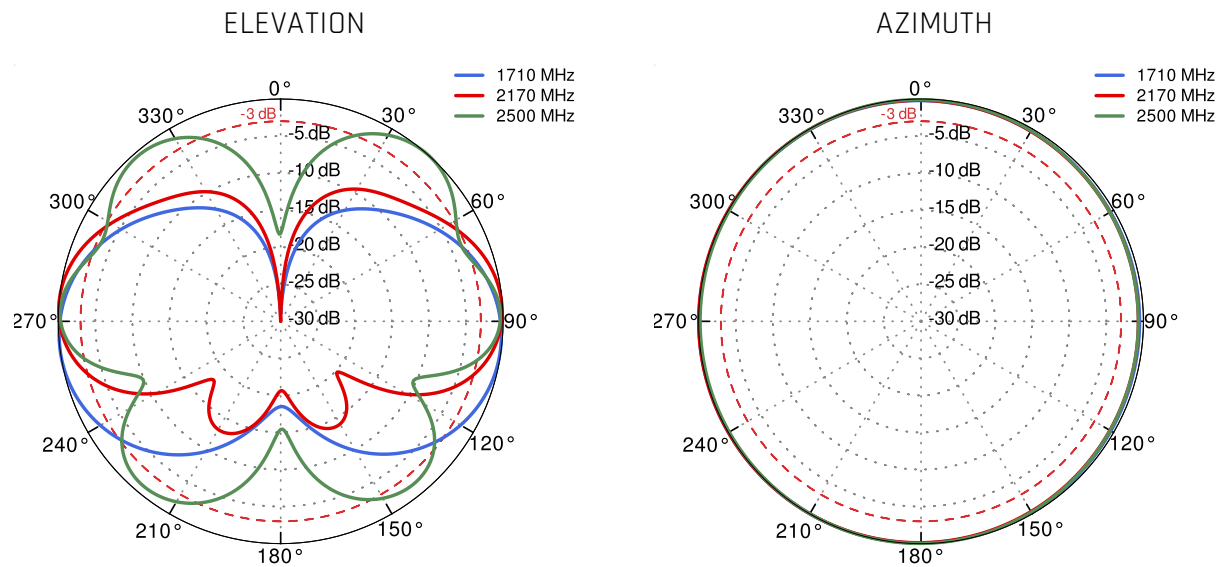 ELEVATION
1710 MHz
2170 MHz
2500 MHz
0°
330° -3 dB 30°
-5 dB
-10 dB
300° -15 dB 60°
-20 dB
-25 dB
270° -30 dB 90°
240° 120°
210° 150°
180°
AZIMUTH
1710 MHz
2170 MHz
2500 MHz
0°
330° -3 dB 30°
-5 dB
-10 dB
300° -15 dB 60°
-20 dB
-25 dB
270° -30 dB 90°
240° 120°
210° 150°
180°